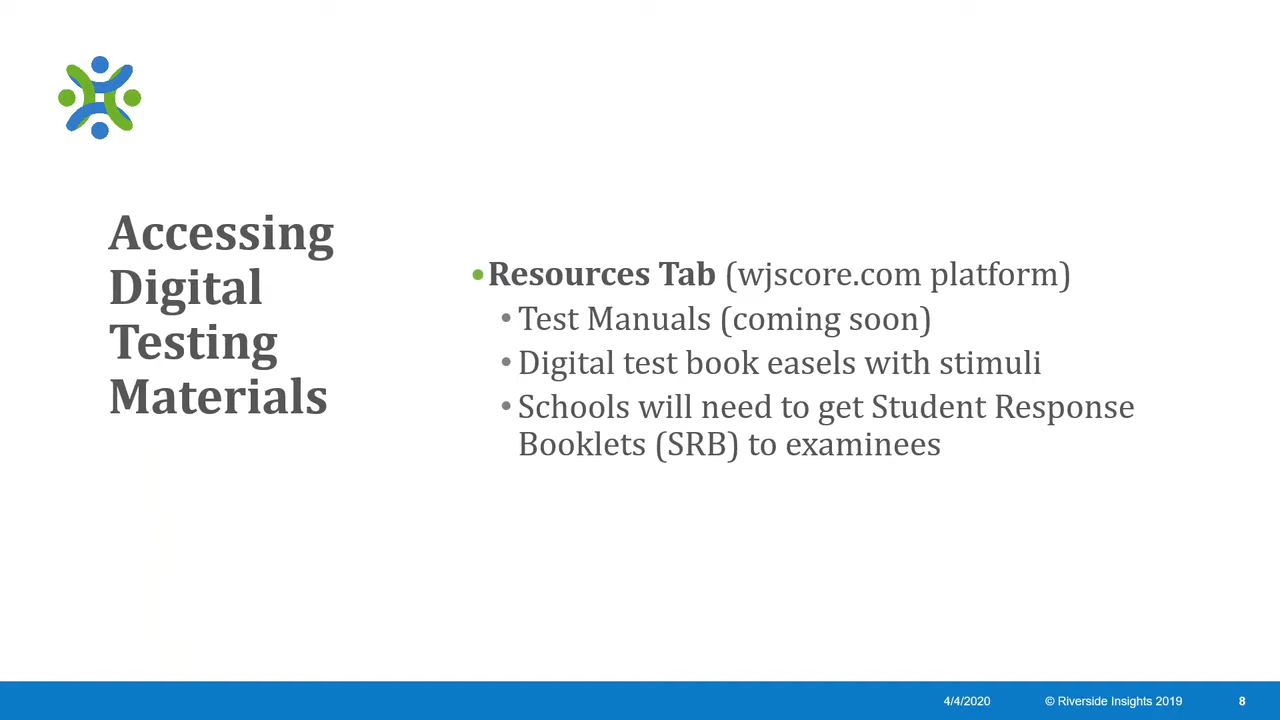 Accessing
Digital
Testing
Materials
•Resources Tab (wjscore.com platform)
• Test Manuals (coming soon)
• Digital test book easels with stimuli
• Schools will need to get Student Response
Booklets (SRB) to examinees
4/4/2020 © Riverside Insights 2019 8